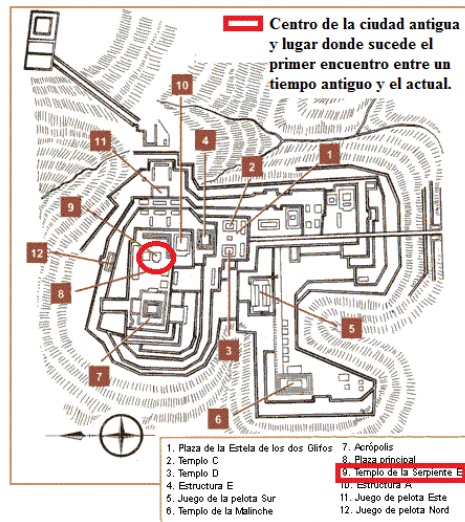 Centro de la ciudad antigua
y lugar donde sucede el
primer encuentro entre un
tiempo antiguo y el actual.
10
4
2
1
11
9
12
8
7
3
5
6
1. Plaza de la Estela de los dos Glifos
2. Templo C
3. Templo D
4. Estructura E
5. Juego de la pelota Sur
6. Templo de la Malinche
7. Acrópolis
8. Plaza principal
9. Templo de la Serpiente E
10. Estructura A
11. Juego de pelota Este
12. Juego de pelota Nord